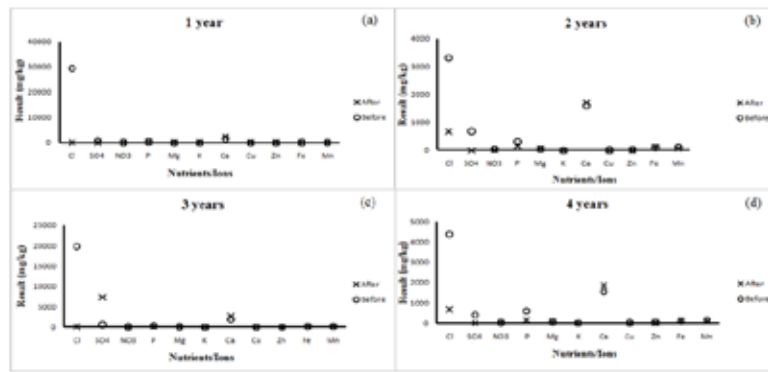 1 year
(a)
Result (mg/kg)
40000
30000
20000
10000
0
Cl SO4 NO3 P Mg K Ca Cu Zn Fe Mn
Nutrients/Ions
×After
○Before
2 years
(b)
Result (mg/kg)
4000
3000
2000
1000
0
Cl SO4 NO3 P Mg K Ca Cu Zn Fe Mn
Nutrients/Ions
×After
○Before
3 years
(c)
Result (mg/kg)
25000
20000
15000
10000
5000
0
Cl SO4 NO3 P Mg K Ca Cu Zn Fe Mn
Nutrients/Ions
×After
○Before
4 years
(d)
Result (mg/kg)
5000
4000
3000
2000
1000
0
Cl SO4 NO3 P Mg K Ca Cu Zn Fe Mn
Nutrients/Ions
×After
○Before